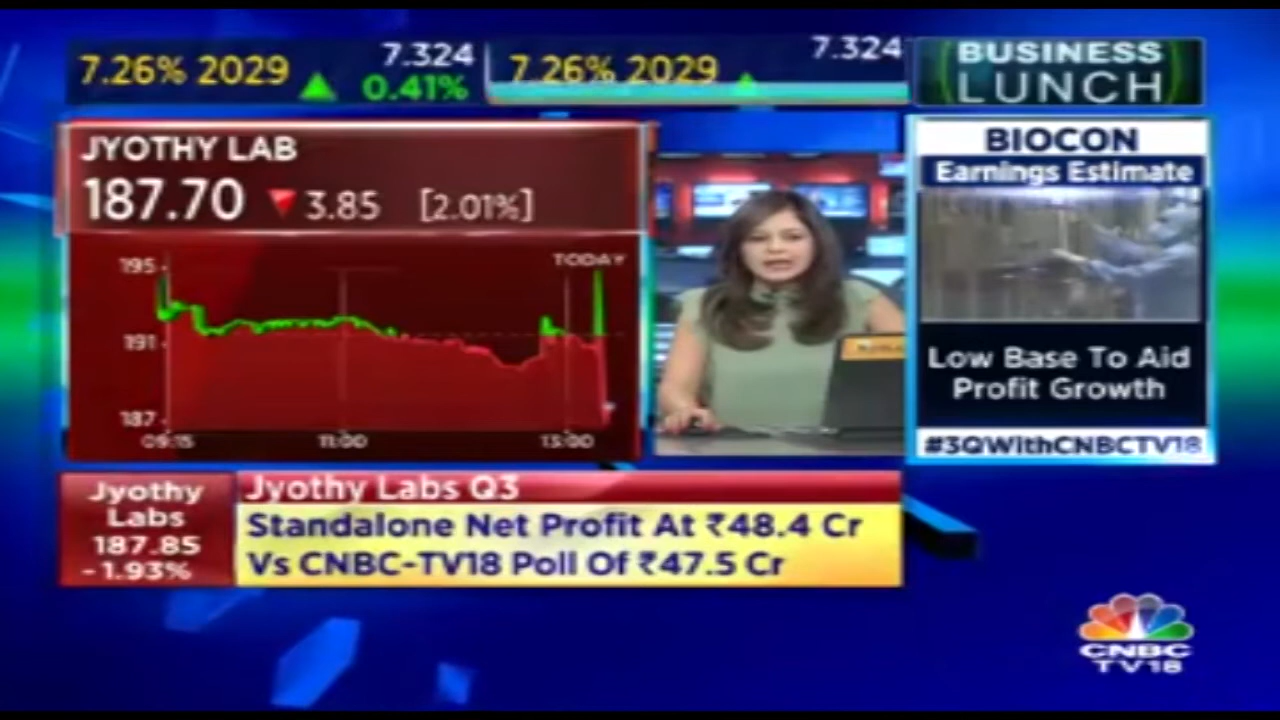 7.26% 2029
7.324
0.41%
7.26% 2029
7.324
BUSINESS
LUNCH
JYOTHY LAB
187.70
3.85
[2.01%]
195
191
187
TODAY
09:15
11:00
13:00
BIOCON
Earnings Estimate
Low Base To Aid
Profit Growth
#3QWithCNBCTV18
Jyothy
Labs
187.85
-1.93%
Jyothy Labs Q3
Standalone Net Profit At ₹48.4 Cr
Vs CNBC-TV18 Poll Of ₹47.5 Cr
CNBC
TV18